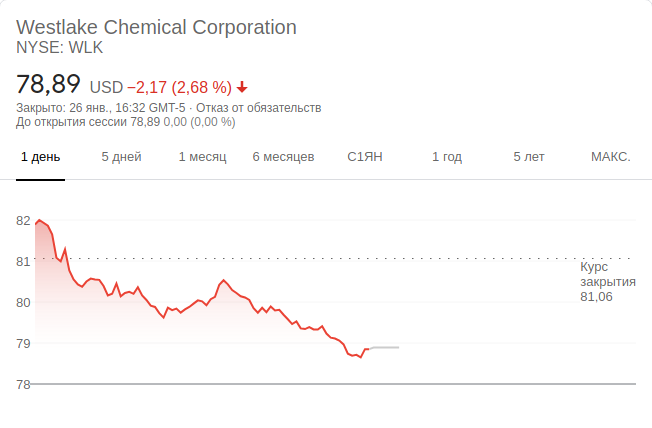 Westlake Chemical Corporation
NYSE: WLK
78,89 USD −2,17 (2,68 %)
Закрыто: 26 янв., 16:32 GMT-5 · Отказ от обязательств
До открытия сессии 78,89 0,00 (0,00 %)
1 день 5 дней 1 месяц 6 месяцев С1ЯН 1 год 5 лет МАКС.
82
81
Курс
закрытия
81,06
80
79
78